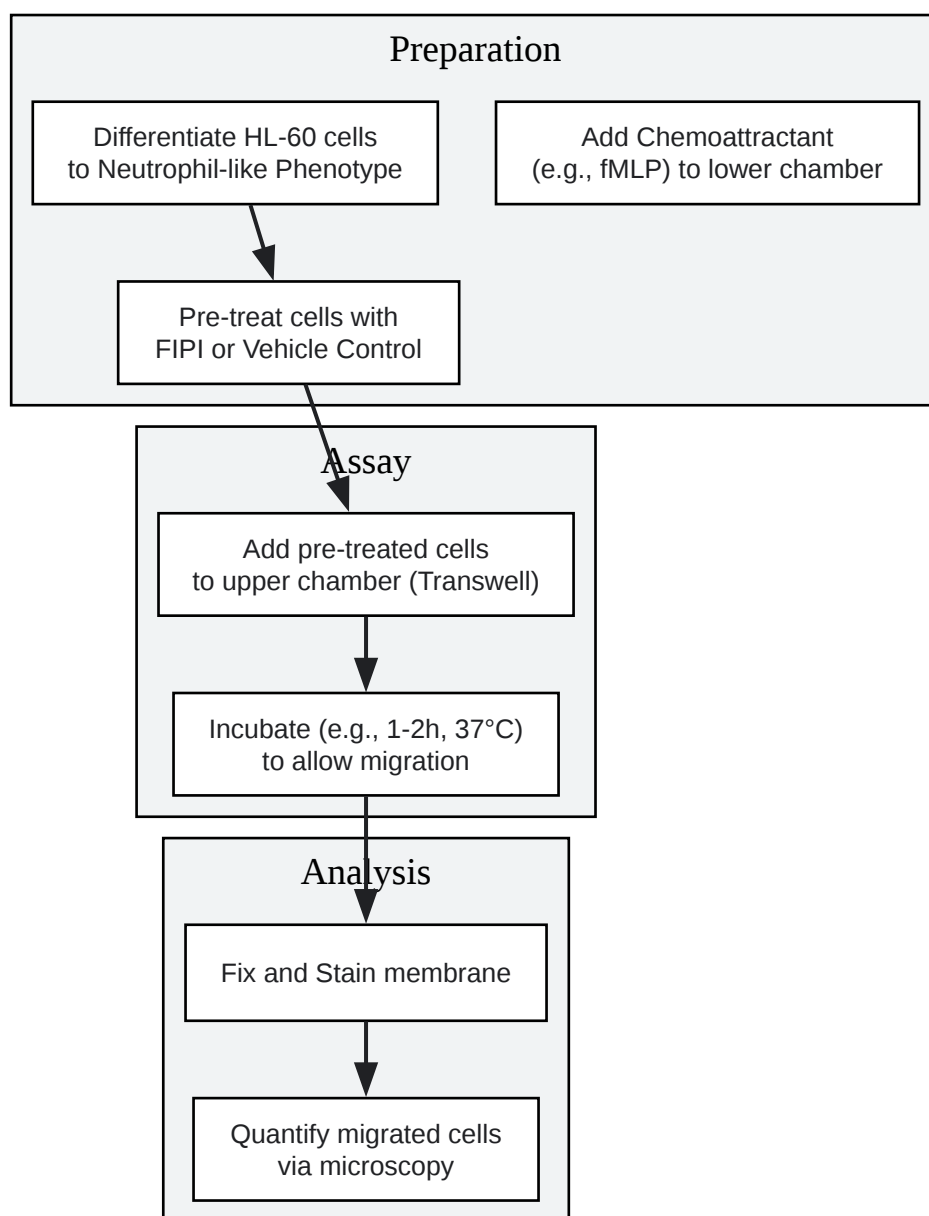 Preparation
Differentiate HL-60 cells
to Neutrophil-like Phenotype
Add Chemoattractant
(e.g., fMLP) to lower chamber
Pre-treat cells with
FIPI or Vehicle Control
Assay
Add pre-treated cells
to upper chamber (Transwell)
Incubate (e.g., 1-2h, 37°C)
to allow migration
Analysis
Fix and Stain membrane
Quantify migrated cells
via microscopy